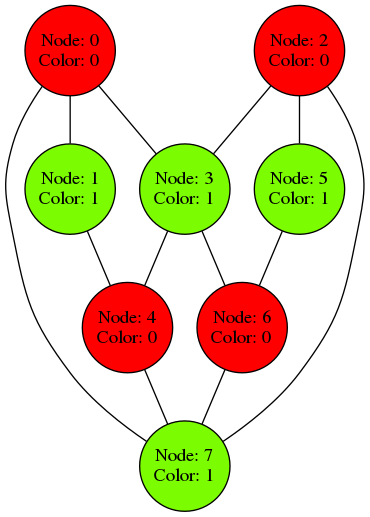 Node: 0
Color: 0
Node: 2
Color: 0
Node: 1
Color: 1
Node: 3
Color: 1
Node: 5
Color: 1
Node: 4
Color: 0
Node: 6
Color: 0
Node: 7
Color: 1